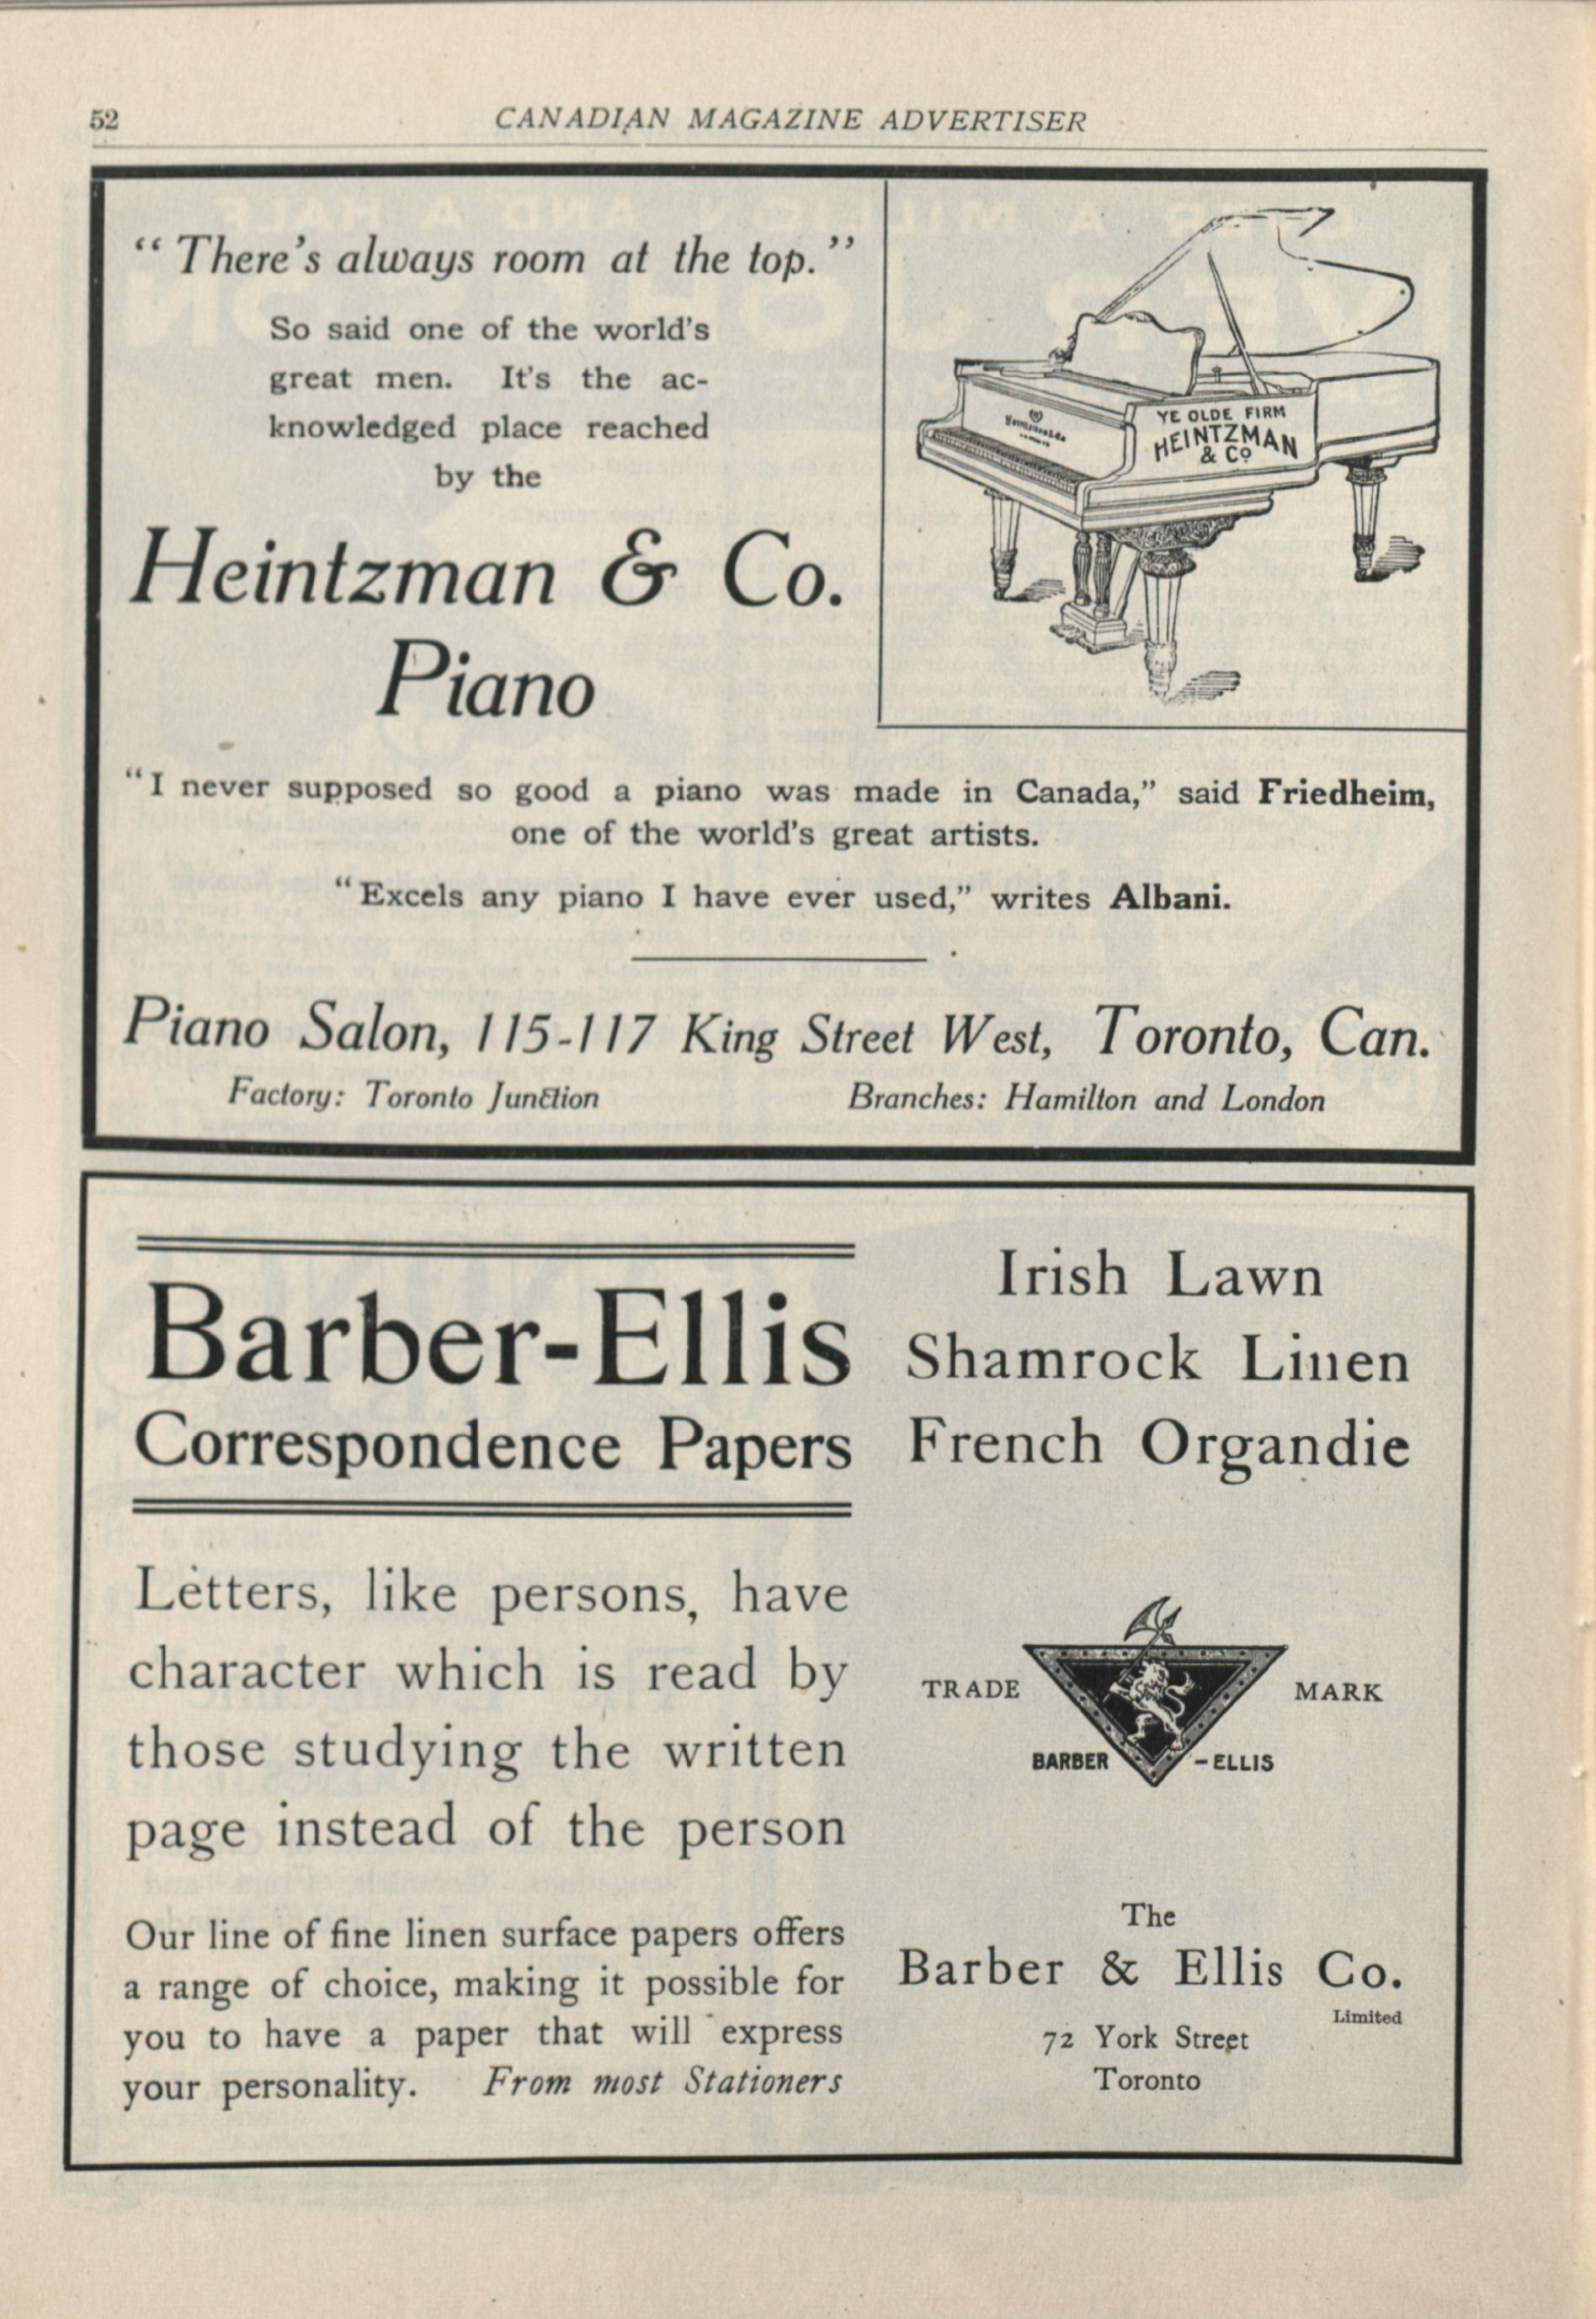 52
CANADIAN MAGAZINE ADVERTISER
“There's always room at the top.”
So said one of the world's
great men. It's the ac-
knowledged place reached
by the
Heintzman & Co.
Piano
YE OLDE FIRM
HEINTZMAN
& Co
“I never supposed so good a piano was made in Canada,” said Friedheim,
one of the world's great artists.
“Excels any piano I have ever used,” writes Albani.
Piano Salon, 115-117 King Street West, Toronto, Can.
Factory: Toronto Junction
Branches: Hamilton and London
Barber-Ellis
Correspondence Papers
Letters, like persons, have
character which is read by
those studying the written
page instead of the person
Our line of fine linen surface papers offers
a range of choice, making it possible for
you to have a paper that will express
your personality. From most Stationers
Irish Lawn
Shamrock Linen
French Organdie
TRADE MARK
BARBER-ELLIS
The
Barber & Ellis Co.
Limited
72 York Street
Toronto